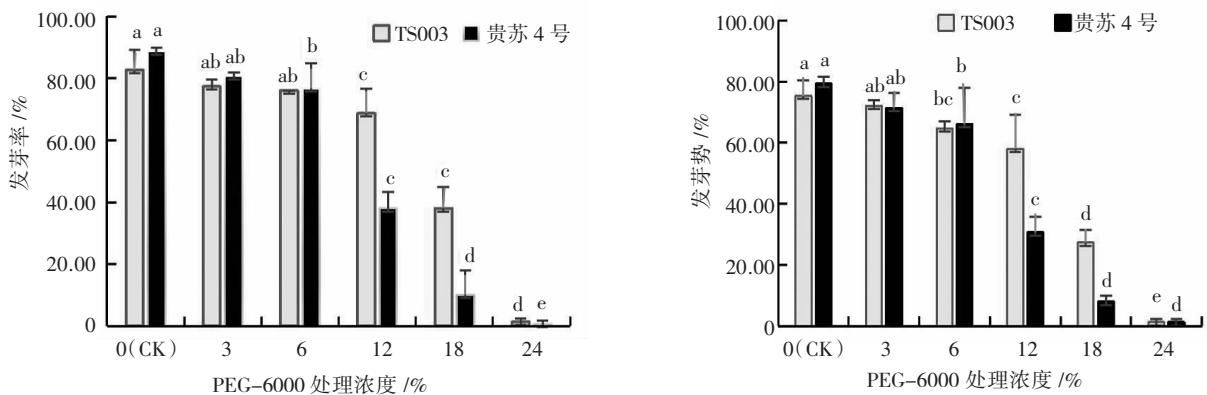 TS003 贵苏 4 号
100.00
80.00
60.00
40.00
20.00
0
发芽率 /%
a a
ab ab
ab b
c c
c d
d e
0(CK) 3 6 12 18 24
PEG-6000 处理浓度 /%
TS003 贵苏 4 号
100.00
80.00
60.00
40.00
20.00
0
发芽势 /%
a a
ab ab
bc b
c c
d d
e d
0(CK) 3 6 12 18 24
PEG-6000 处理浓度 /%